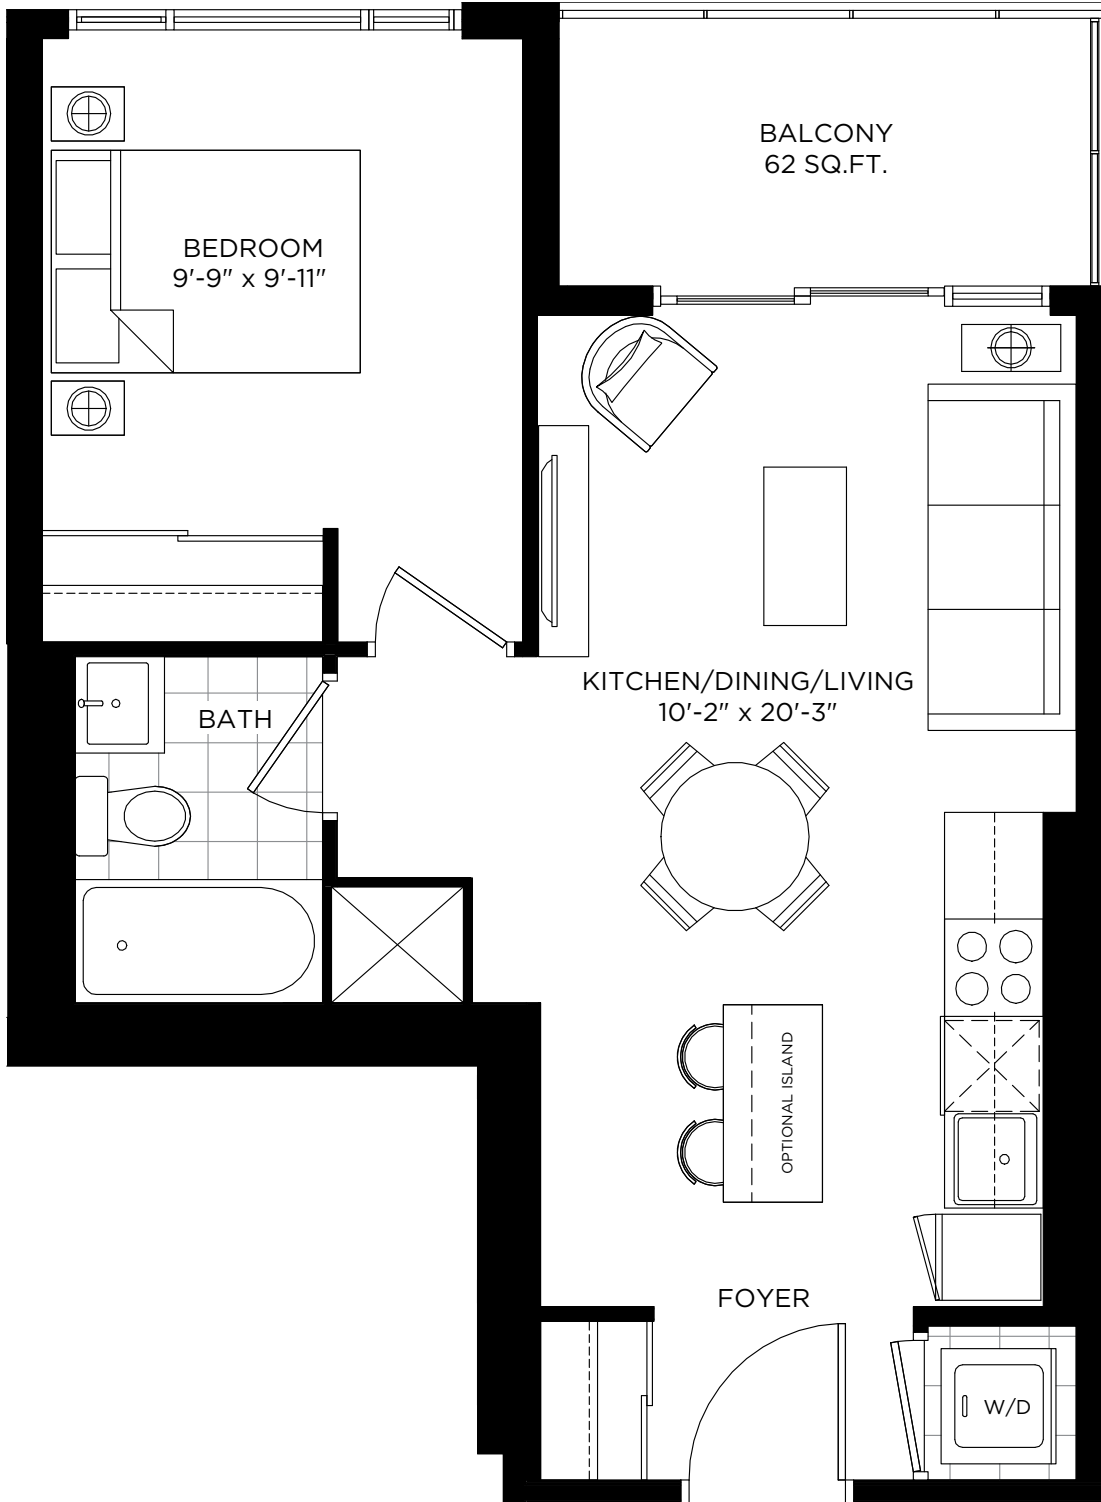 BALCONY
62 SQ.FT.
BEDROOM
9'-9" x 9'-11"
KITCHEN/DINING/LIVING
10'-2" x 20'-3"
BATH
OPTIONAL ISLAND
FOYER
W/D